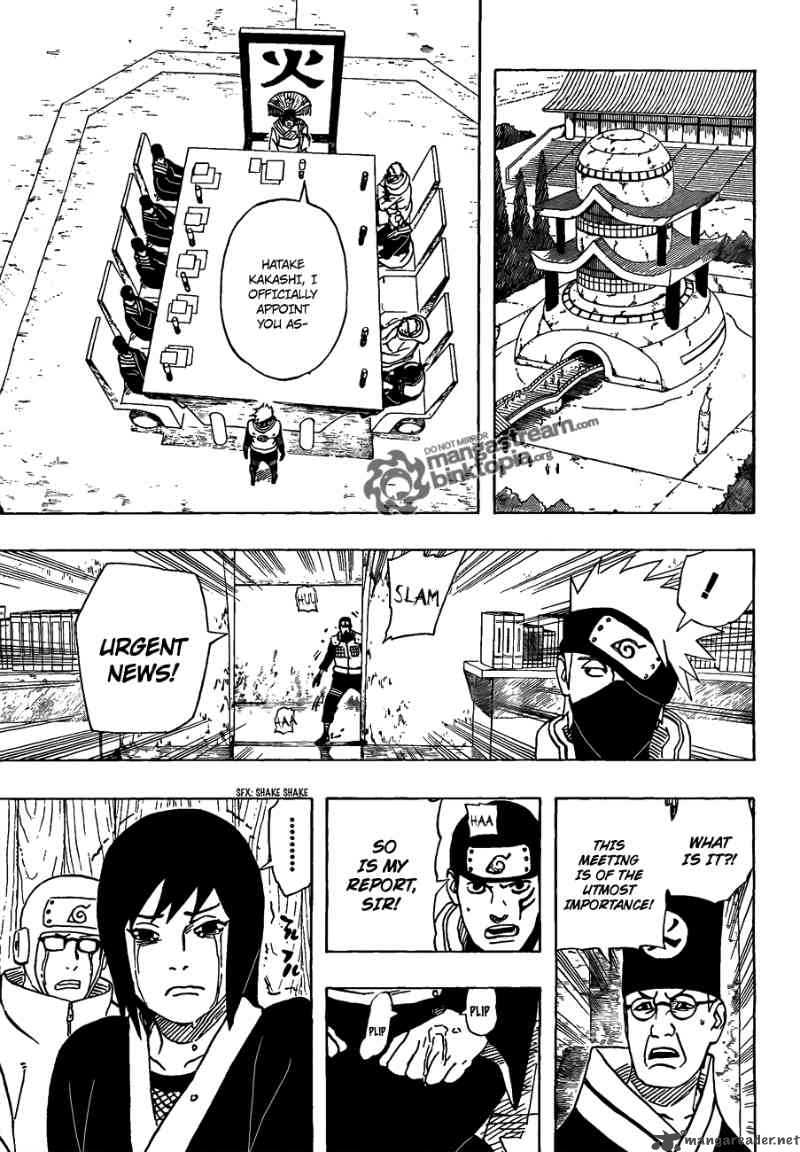 火
HATAKE
KAKASHI, I
OFFICIALLY
APPOINT
YOU AS-
DO NOT MIRROR
mangastream.com
binktopia.org
!
SLAM
HUU
URGENT
NEWS!
WHAT
IS IT?!
THIS
MEETING
IS OF THE
UTMOST
IMPORTANCE!
火
HAA
SO
IS MY
REPORT,
SIR!
PLIP
PLIP
SFX: SHAKE SHAKE
.........
mangareader.net